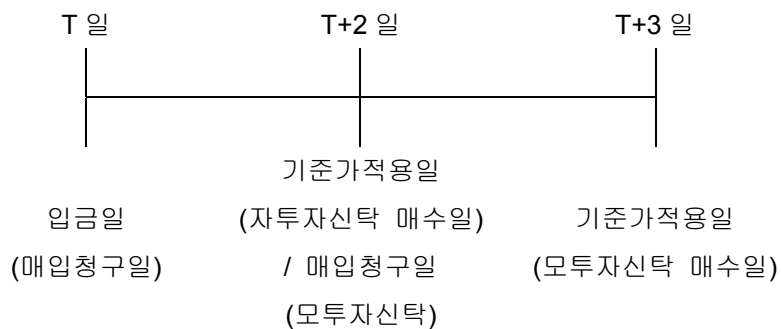 T 일 T+2 일 T+3 일
기준가적용일
입금일 (자투자신탁 매수일) 기준가적용일
(매입청구일) / 매입청구일 (모투자신탁 매수일)
(모투자신탁)